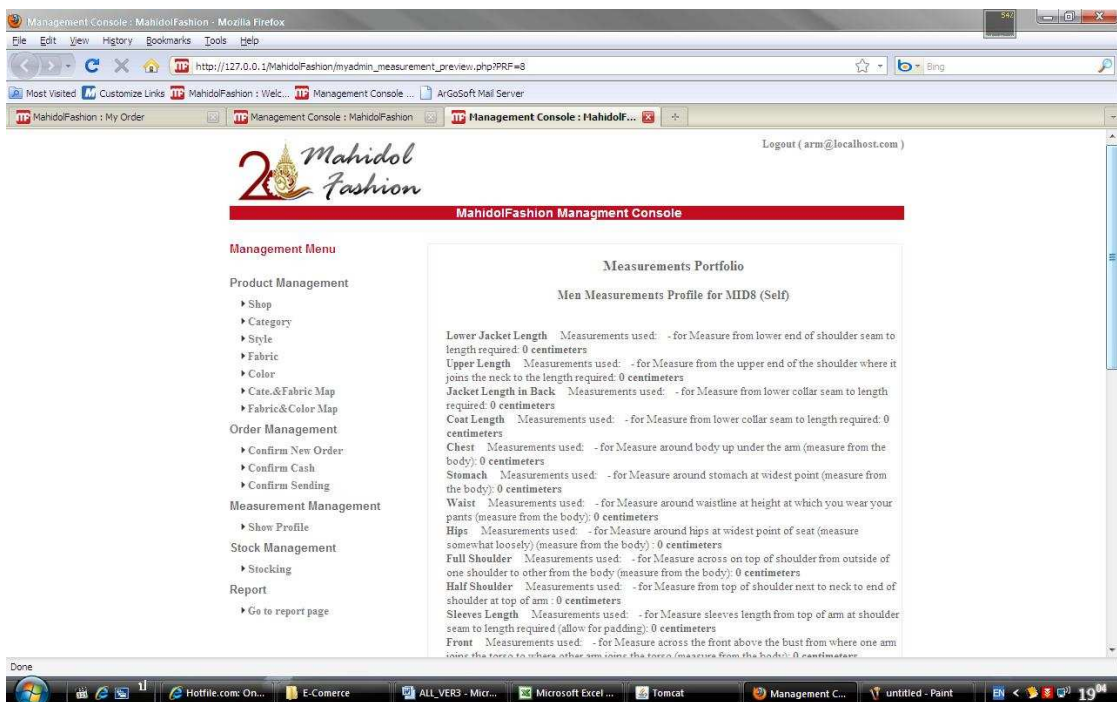 Management Console : MahidolFashion - Mozilla Firefox
File Edit View History Bookmarks Tools Help
http://127.0.0.1/MahidolFashion/myadmin_measurement_preview.php?PRF=8
Bing
Most Visited Customize Links MahidolFashion : Welc... Management Console ... ArGoSoft Mail Server
MahidolFashion : My Order Management Console : MahidolFashion Management Console : MahidolF...
Mahidol
Fashion
Logout ( arm@localhost.com )
MahidolFashion Managment Console
Management Menu
Product Management
Shop
Category
Style
Fabric
Color
Cate.&Fabric Map
Fabric&Color Map
Order Management
Confirm New Order
Confirm Cash
Confirm Sending
Measurement Management
Show Profile
Stock Management
Stocking
Report
Go to report page
Measurements Portfolio
Men Measurements Profile for MID8 (Self)
Lower Jacket Length Measurements used: - for Measure from lower end of shoulder seam to
length required: 0 centimeters
Upper Length Measurements used: - for Measure from the upper end of the shoulder where it
joins the neck to the length required: 0 centimeters
Jacket Length in Back Measurements used: - for Measure from lower collar seam to length
required: 0 centimeters
Coat Length Measurements used: - for Measure from lower collar seam to length required: 0
centimeters
Chest Measurements used: - for Measure around body up under the arm (measure from the
body): 0 centimeters
Stomach Measurements used: - for Measure around stomach at widest point (measure from
the body): 0 centimeters
Waist Measurements used: - for Measure around waistline at height at which you wear your
pants (measure from the body): 0 centimeters
Hips Measurements used: - for Measure around hips at widest point of seat (measure
somewhat loosely) (measure from the body) : 0 centimeters
Full Shoulder Measurements used: - for Measure across on top of shoulder from outside of
one shoulder to other from the body (measure from the body): 0 centimeters
Half Shoulder Measurements used: - for Measure from top of shoulder next to neck to end of
shoulder at top of arm : 0 centimeters
Sleeves Length Measurements used: - for Measure sleeves length from top of arm at shoulder
seam to length required (allow for padding): 0 centimeters
Front Measurements used: - for Measure across the front above the bust from where one arm
joins the torso to where other arm joins the torso (measure from the body): 0 centimeters
Done
Hotfile.com: On... E-Comerce ALL_VER3 - Micr... Microsoft Excel ... Tomcat Management C... untitled - Paint EN 19 04